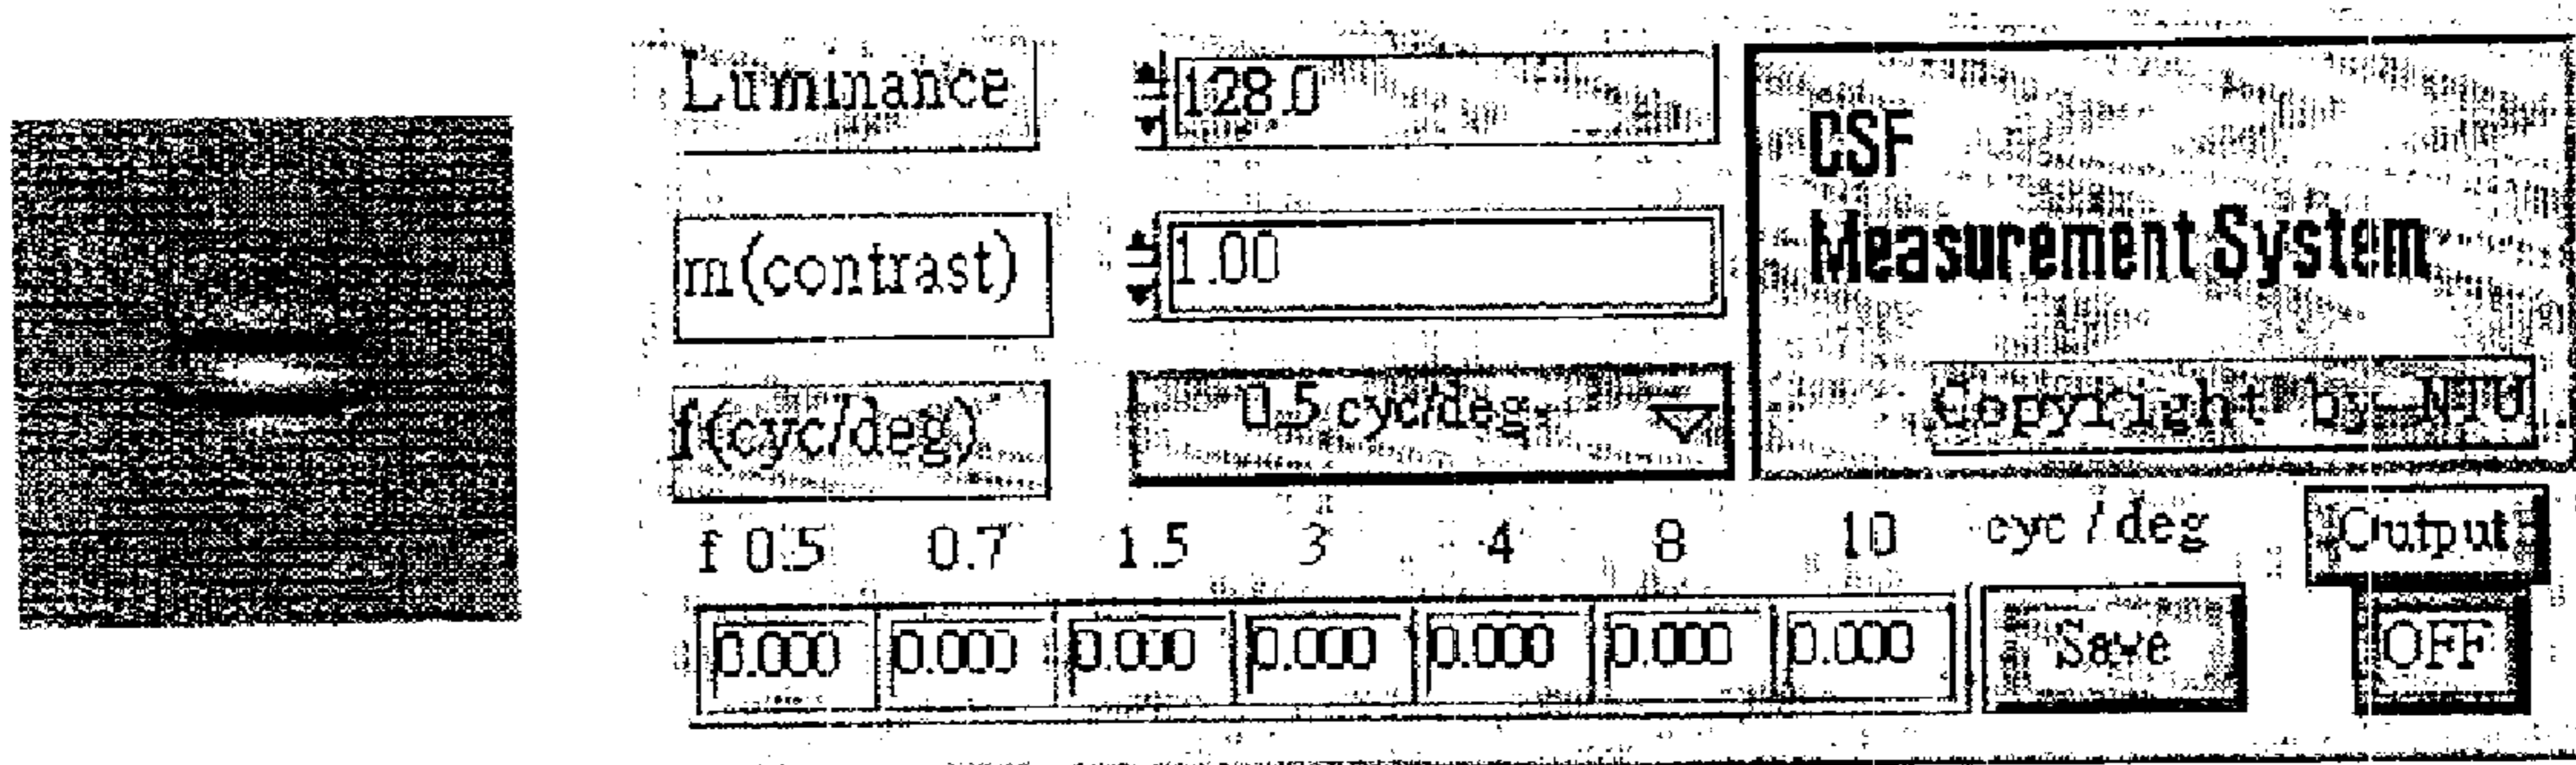 Luminance
128.0
CSF
Measurement System
m(contrast)
1.00
f(cyc/deg)
0.5 cyc/deg
Copyright by NTU
f 0.5 0.7 1.5 3 4 8 10 cyc / deg
Output
0.000 0.000 0.000 0.000 0.000 0.000 0.000
Save
OFF